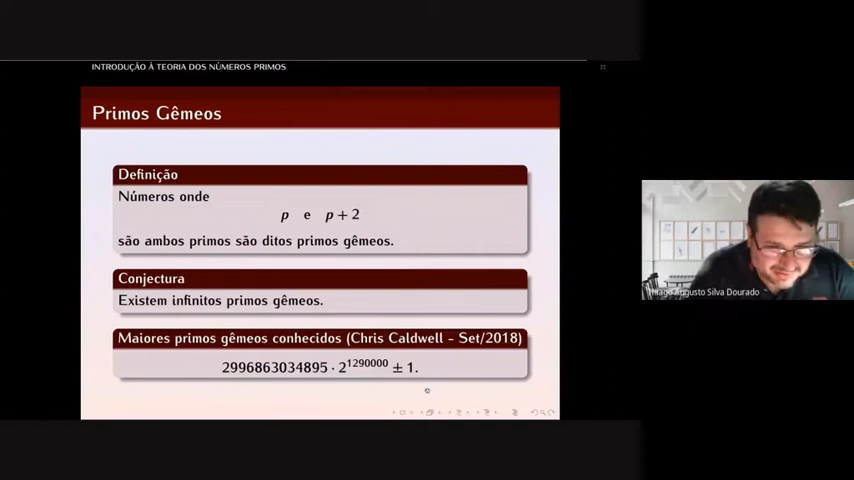 INTRODUÇÃO À TEORIA DOS NÚMEROS PRIMOS
Primos Gêmeos
Definição
Números onde
p e p + 2
são ambos primos são ditos primos gêmeos.
Conjectura
Existem infinitos primos gêmeos.
Maiores primos gêmeos conhecidos (Chris Caldwell - Set/2018)
2996863034895 · 2^1290000 ± 1.
Thiago Augusto Silva Dourado